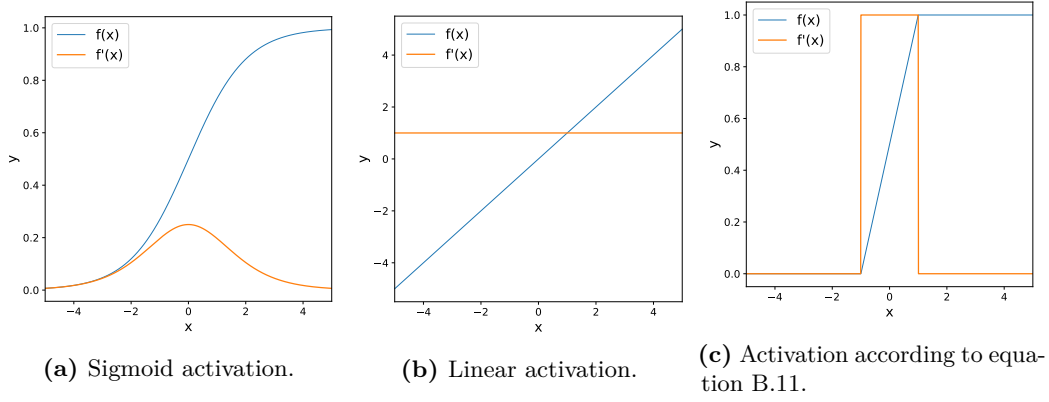 1.0
0.8
0.6
0.4
0.2
0.0
y
f(x)
f'(x)
−4 −2 0 2 4
x
4
2
0
−2
−4
y
f(x)
f'(x)
−4 −2 0 2 4
x
1.0
0.8
0.6
0.4
0.2
0.0
y
f(x)
f'(x)
−4 −2 0 2 4
x
(a) Sigmoid activation.
(b) Linear activation.
(c) Activation according to equa-
tion B.11.